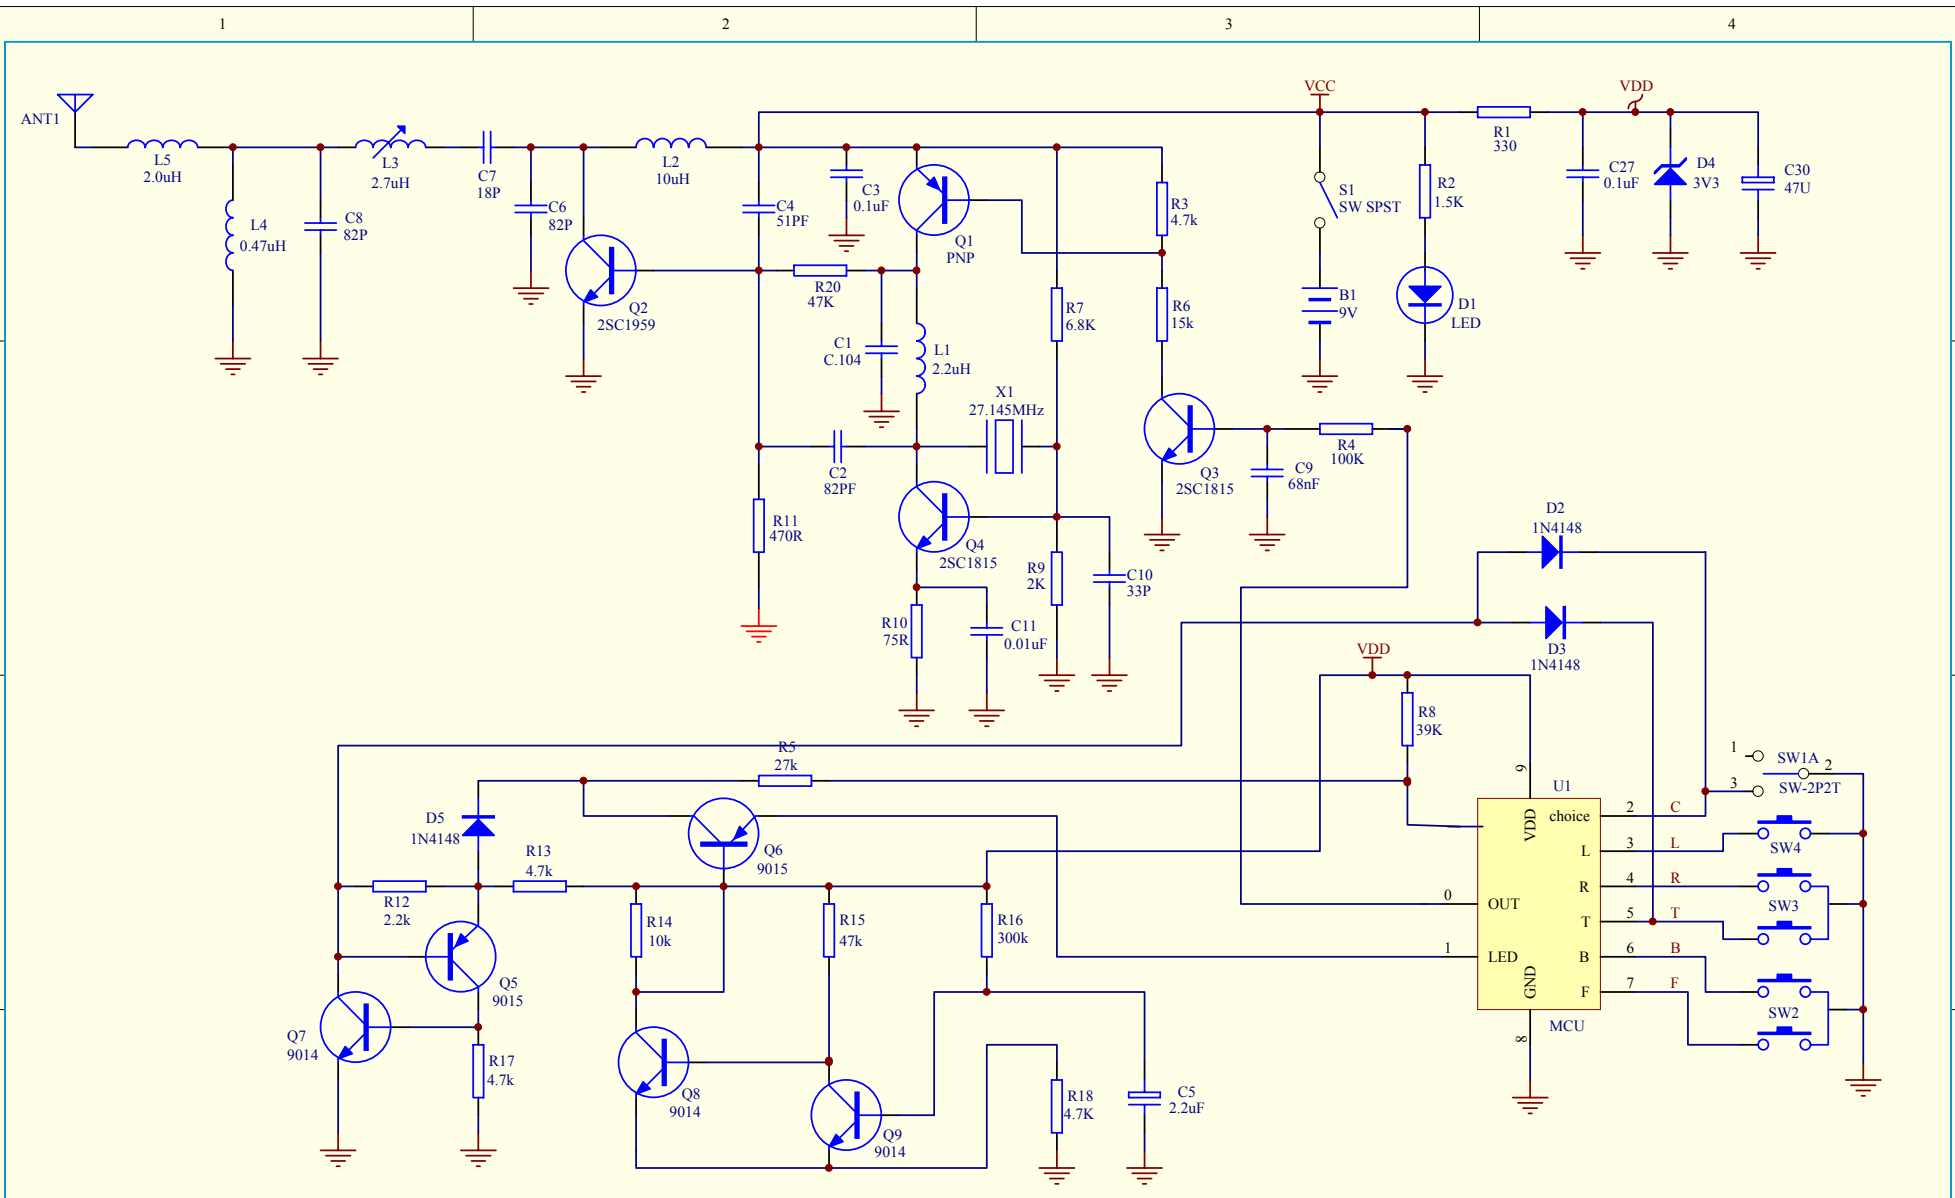 1
2
3
4
ANT1
L5
2.0uH
L4
0.47uH
C8
82P
L3
2.7uH
C7
18P
C6
82P
Q2
2SC1959
L2
10uH
C4
51PF
C3
0.1uF
Q1
PNP
R20
47K
C1
C.104
L1
2.2uH
X1
27.145MHz
C2
82PF
R11
470R
Q4
2SC1815
R10
75R
C11
0.01uF
R7
6.8K
R9
2K
C10
33P
R3
4.7k
R6
15k
Q3
2SC1815
C9
68nF
R4
100K
VCC
S1
SW SPST
B1
9V
R2
1.5K
D1
LED
R1
330
VDD
C27
0.1uF
D4
3V3
C30
47U
D2
1N4148
D3
1N4148
VDD
R8
39K
R5
27k
D5
1N4148
R13
4.7k
Q6
9015
R12
2.2k
Q5
9015
Q7
9014
R17
4.7k
R14
10k
R15
47k
R16
300k
Q8
9014
Q9
9014
R18
4.7K
C5
2.2uF
U1
9
VDD
choice
2
C
L
3
L
R
4
R
T
5
T
B
6
B
F
7
F
0
OUT
1
LED
GND
8
MCU
1
SW1A
2
3
SW-2P2T
SW4
SW3
SW2